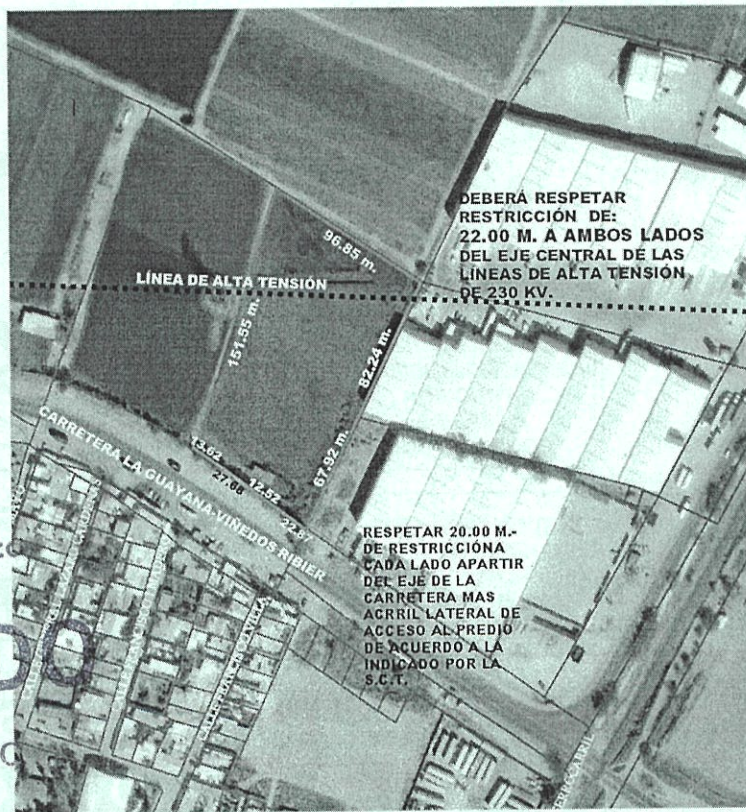 DEBERÁ RESPETAR
RESTRICCIÓN DE:
22.00 M. A AMBOS LADOS
DEL EJE CENTRAL DE LAS
LÍNEAS DE ALTA TENSIÓN
DE 230 KV.
96.85 m.
LÍNEA DE ALTA TENSIÓN
151.55 m.
82.24 m.
67.92 m.
CARRETERA LA GUAYANA-VIÑEDOS RIBIER
13.62
27.68
12.52
22.87
RESPETAR 20.00 M.-
DE RESTRICCIÓNA
CADA LADO APARTIR
DEL EJE DE LA
CARRETERA MAS
ACRRIL LATERAL DE
ACCESO AL PREDIO
DE ACUERDO A LA
INDICADO POR LA
S.C.T.